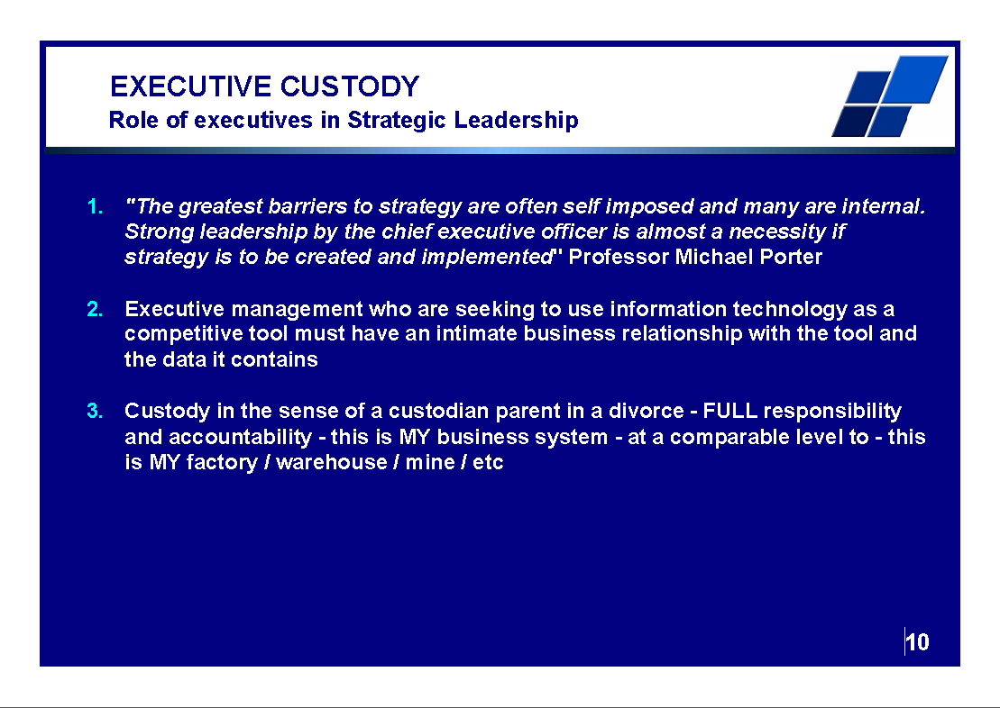 EXECUTIVE CUSTODY
Role of executives in Strategic Leadership
1. "The greatest barriers to strategy are often self imposed and many are internal.
Strong leadership by the chief executive officer is almost a necessity if
strategy is to be created and implemented" Professor Michael Porter
2. Executive management who are seeking to use information technology as a
competitive tool must have an intimate business relationship with the tool and
the data it contains
3. Custody in the sense of a custodian parent in a divorce - FULL responsibility
and accountability - this is MY business system - at a comparable level to - this
is MY factory / warehouse / mine / etc
10